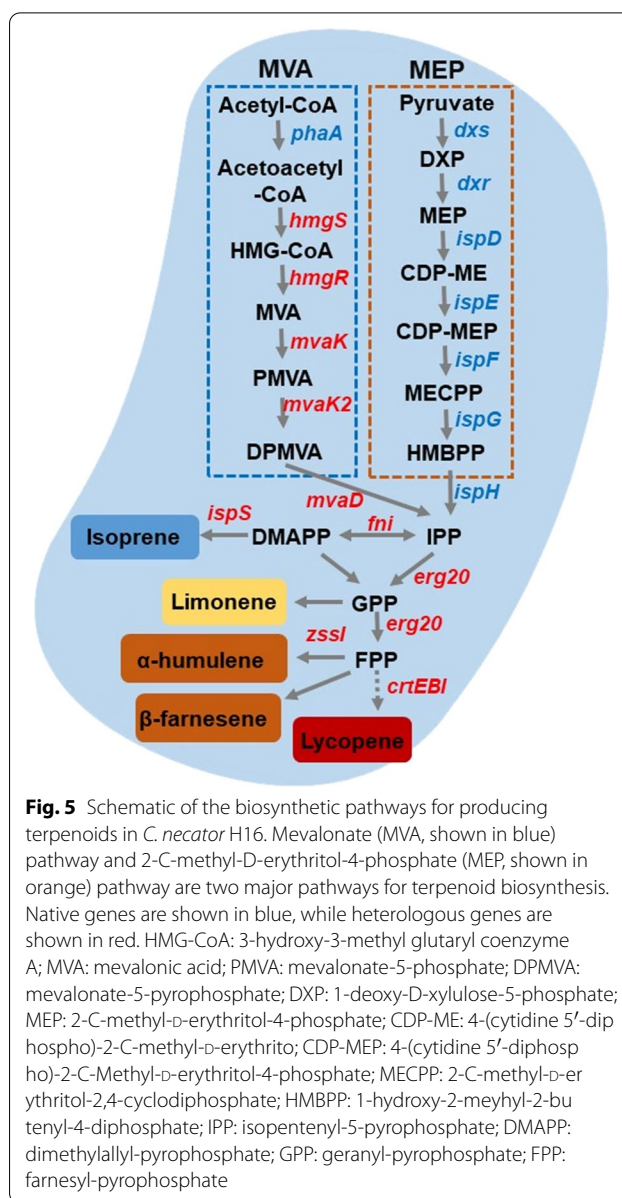 MVA MEP
Acetyl-CoA
phaA
Acetoacetyl
-CoA
hmgS
HMG-CoA
hmgR
MVA
mvaK
PMVA
mvaK2
DPMVA
Pyruvate
dxs
DXP
dxr
MEP
ispD
CDP-ME
ispE
CDP-MEP
ispF
MECPP
ispG
HMBPP
mvaD
ispH
ispS
fni
Isoprene DMAPP IPP
erg20
Limonene GPP
zssI erg20
α-humulene FPP
crtEBI
β-farnesene
Lycopene
Fig. 5 Schematic of the biosynthetic pathways for producing
terpenoids in C. necator H16. Mevalonate (MVA, shown in blue)
pathway and 2-C-methyl-D-erythritol-4-phosphate (MEP, shown in
orange) pathway are two major pathways for terpenoid biosynthesis.
Native genes are shown in blue, while heterologous genes are
shown in red. HMG-CoA: 3-hydroxy-3-methyl glutaryl coenzyme
A; MVA: mevalonic acid; PMVA: mevalonate-5-phosphate; DPMVA:
mevalonate-5-pyrophosphate; DXP: 1-deoxy-D-xylulose-5-phosphate;
MEP: 2-C-methyl-D-erythritol-4-phosphate; CDP-ME: 4-(cytidine 5′-dip
hospho)-2-C-methyl-D-erythrito; CDP-MEP: 4-(cytidine 5′-diphosp
ho)-2-C-Methyl-D-erythritol-4-phosphate; MECPP: 2-C-methyl-D-er
ythritol-2,4-cyclodiphosphate; HMBPP: 1-hydroxy-2-meyhyl-2-bu
tenyl-4-diphosphate; IPP: isopentenyl-5-pyrophosphate; DMAPP:
dimethylallyl-pyrophosphate; GPP: geranyl-pyrophosphate; FPP:
farnesyl-pyrophosphate